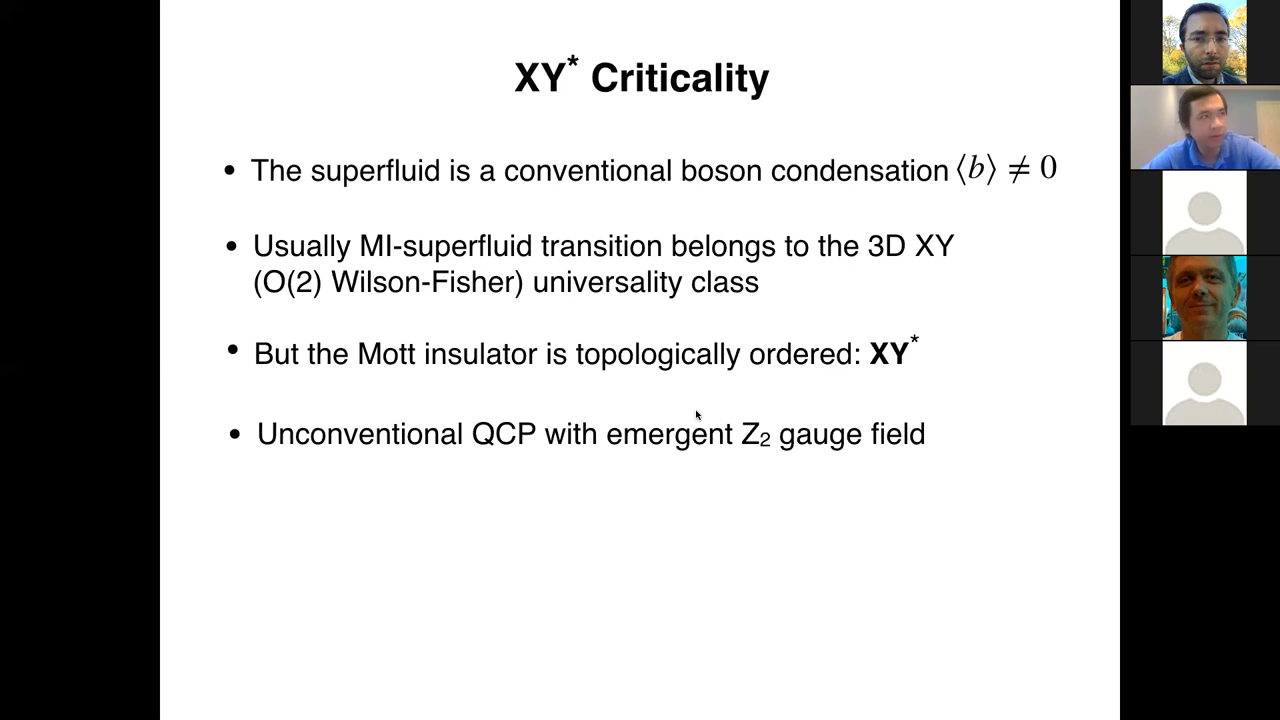 XY* Criticality
• The superfluid is a conventional boson condensation ⟨b⟩ ≠ 0
• Usually MI-superfluid transition belongs to the 3D XY
(O(2) Wilson-Fisher) universality class
• But the Mott insulator is topologically ordered: XY*
• Unconventional QCP with emergent Z₂ gauge field